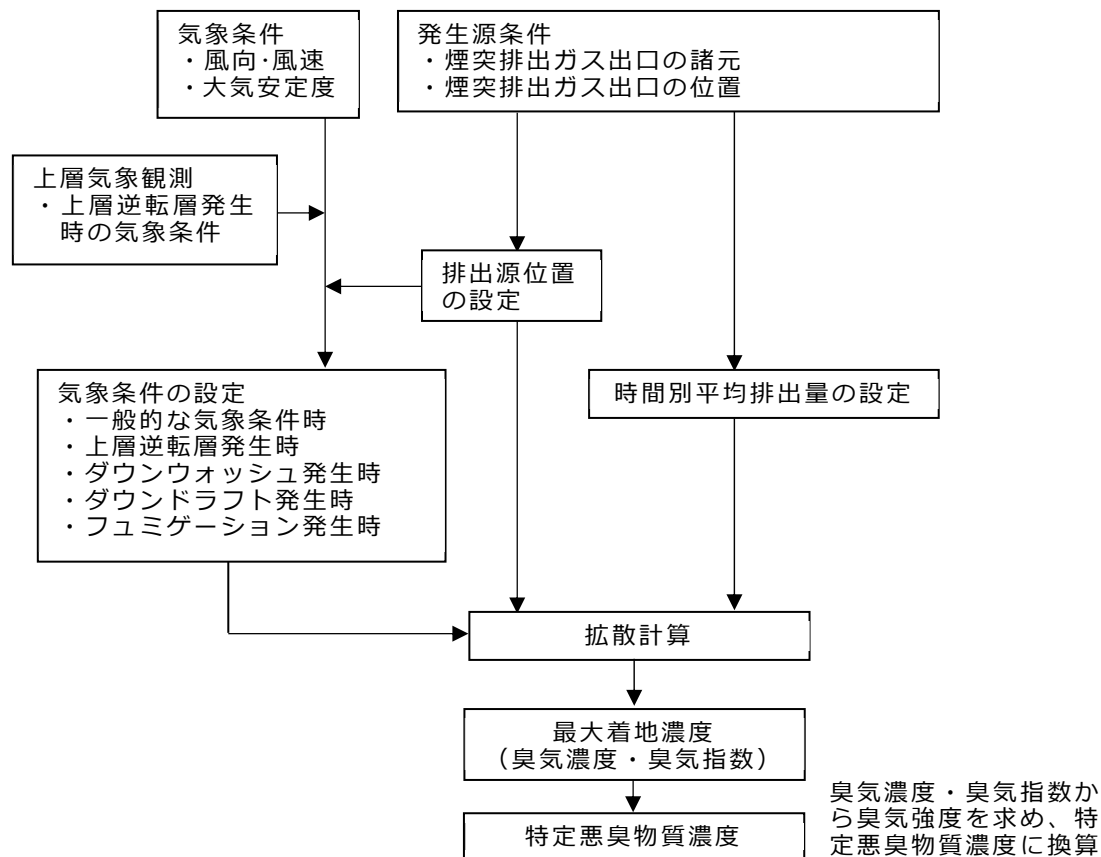 気象条件
・風向･風速
・大気安定度
発生源条件
・煙突排出ガス出口の諸元
・煙突排出ガス出口の位置
上層気象観測
・上層逆転層発生
時の気象条件
排出源位置
の設定
気象条件の設定
・一般的な気象条件時
・上層逆転層発生時
・ダウンウォッシュ発生時
・ダウンドラフト発生時
・フュミゲーション発生時
時間別平均排出量の設定
拡散計算
最大着地濃度
（臭気濃度・臭気指数）
特定悪臭物質濃度
臭気濃度・臭気指数か
ら臭気強度を求め、特
定悪臭物質濃度に換算